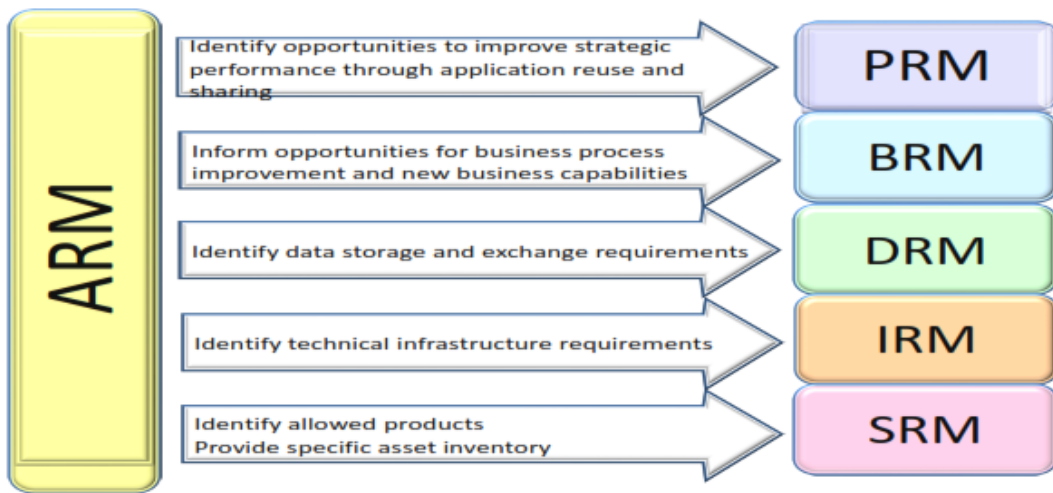 ARM
Identify opportunities to improve strategic
performance through application reuse and
sharing
PRM
Inform opportunities for business process
improvement and new business capabilities
BRM
Identify data storage and exchange requirements
DRM
Identify technical infrastructure requirements
IRM
Identify allowed products
Provide specific asset inventory
SRM